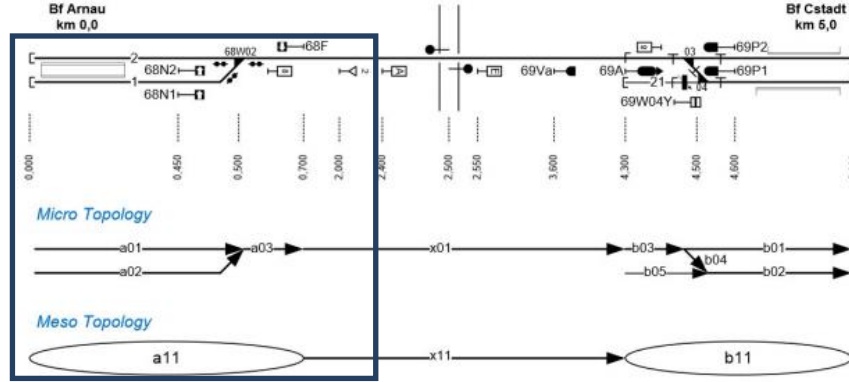 Bf Arnau
km 0,0
Bf Cstadt
km 5,0
68F
69P2
2
68W02
03
68N2
2
A
E
69Va
69A
69P1
1
21
04
68N1
69W04Y
0,000
0,450
0,500
0,700
2,000
2,400
2,500
2,550
3,600
4,300
4,500
4,600
Micro Topology
a01
a03
x01
b03
b01
a02
b05
b04
b02
Meso Topology
a11
x11
b11